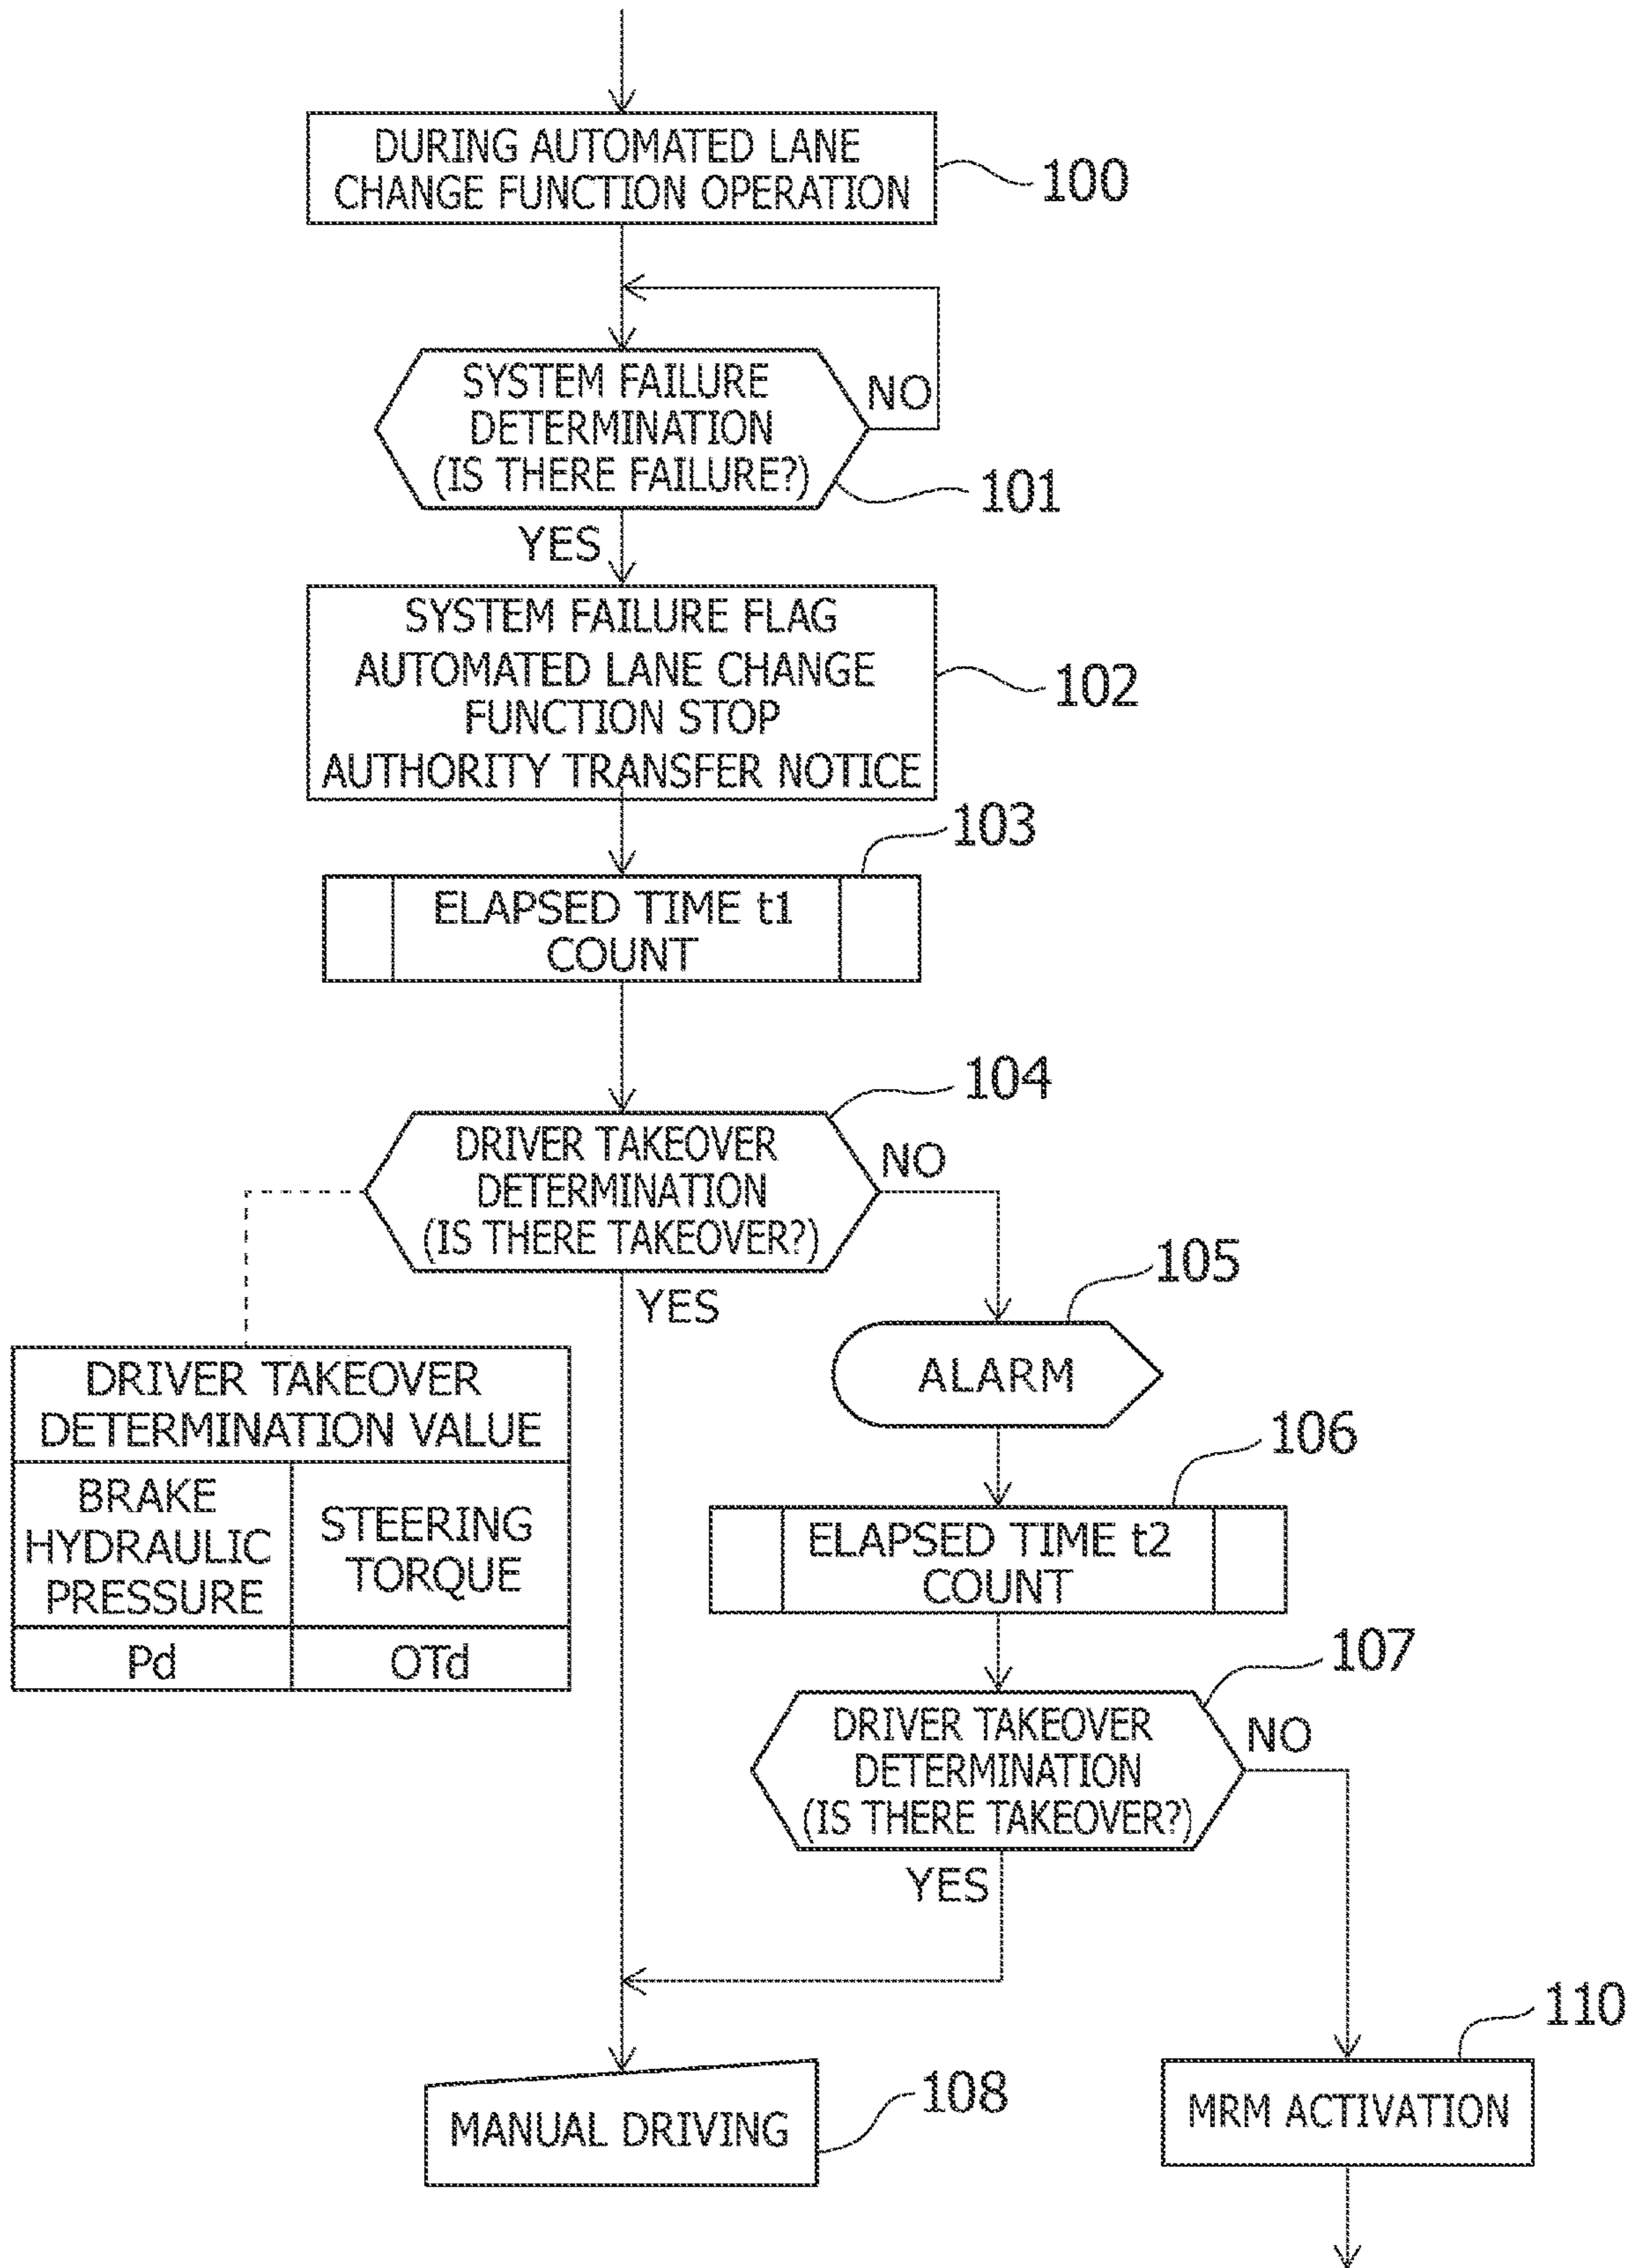 DURING AUTOMATED LANE
CHANGE FUNCTION OPERATION
100
SYSTEM FAILURE
DETERMINATION
(IS THERE FAILURE?)
NO
101
YES
SYSTEM FAILURE FLAG
AUTOMATED LANE CHANGE
FUNCTION STOP
AUTHORITY TRANSFER NOTICE
102
103
ELAPSED TIME t1
COUNT
104
DRIVER TAKEOVER
DETERMINATION
(IS THERE TAKEOVER?)
NO
YES
105
ALARM
DRIVER TAKEOVER
DETERMINATION VALUE
BRAKE
HYDRAULIC
PRESSURE
STEERING
TORQUE
Pd
OTd
106
ELAPSED TIME t2
COUNT
107
DRIVER TAKEOVER
DETERMINATION
(IS THERE TAKEOVER?)
NO
YES
108
MANUAL DRIVING
110
MRM ACTIVATION